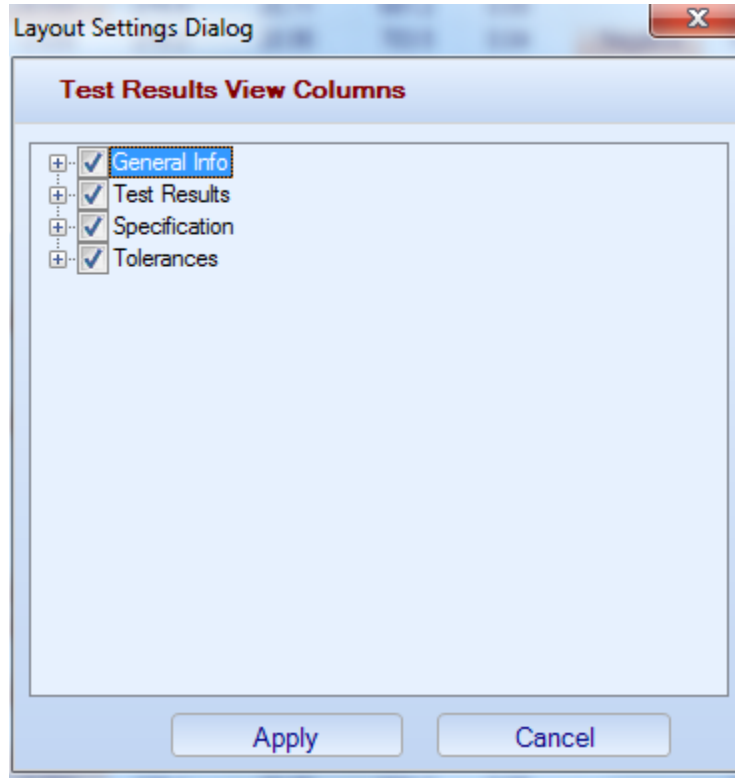 Layout Settings Dialog
Test Results View Columns
General Info
Test Results
Specification
Tolerances
Apply
Cancel